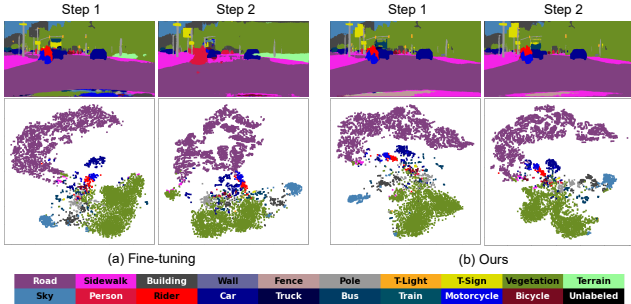 Step 1 Step 2 Step 1 Step 2
(a) Fine-tuning (b) Ours
Road Sidewalk Building Wall Fence Pole T-Light T-Sign Vegetation Terrain
Sky Person Rider Car Truck Bus Train Motorcycle Bicycle Unlabeled